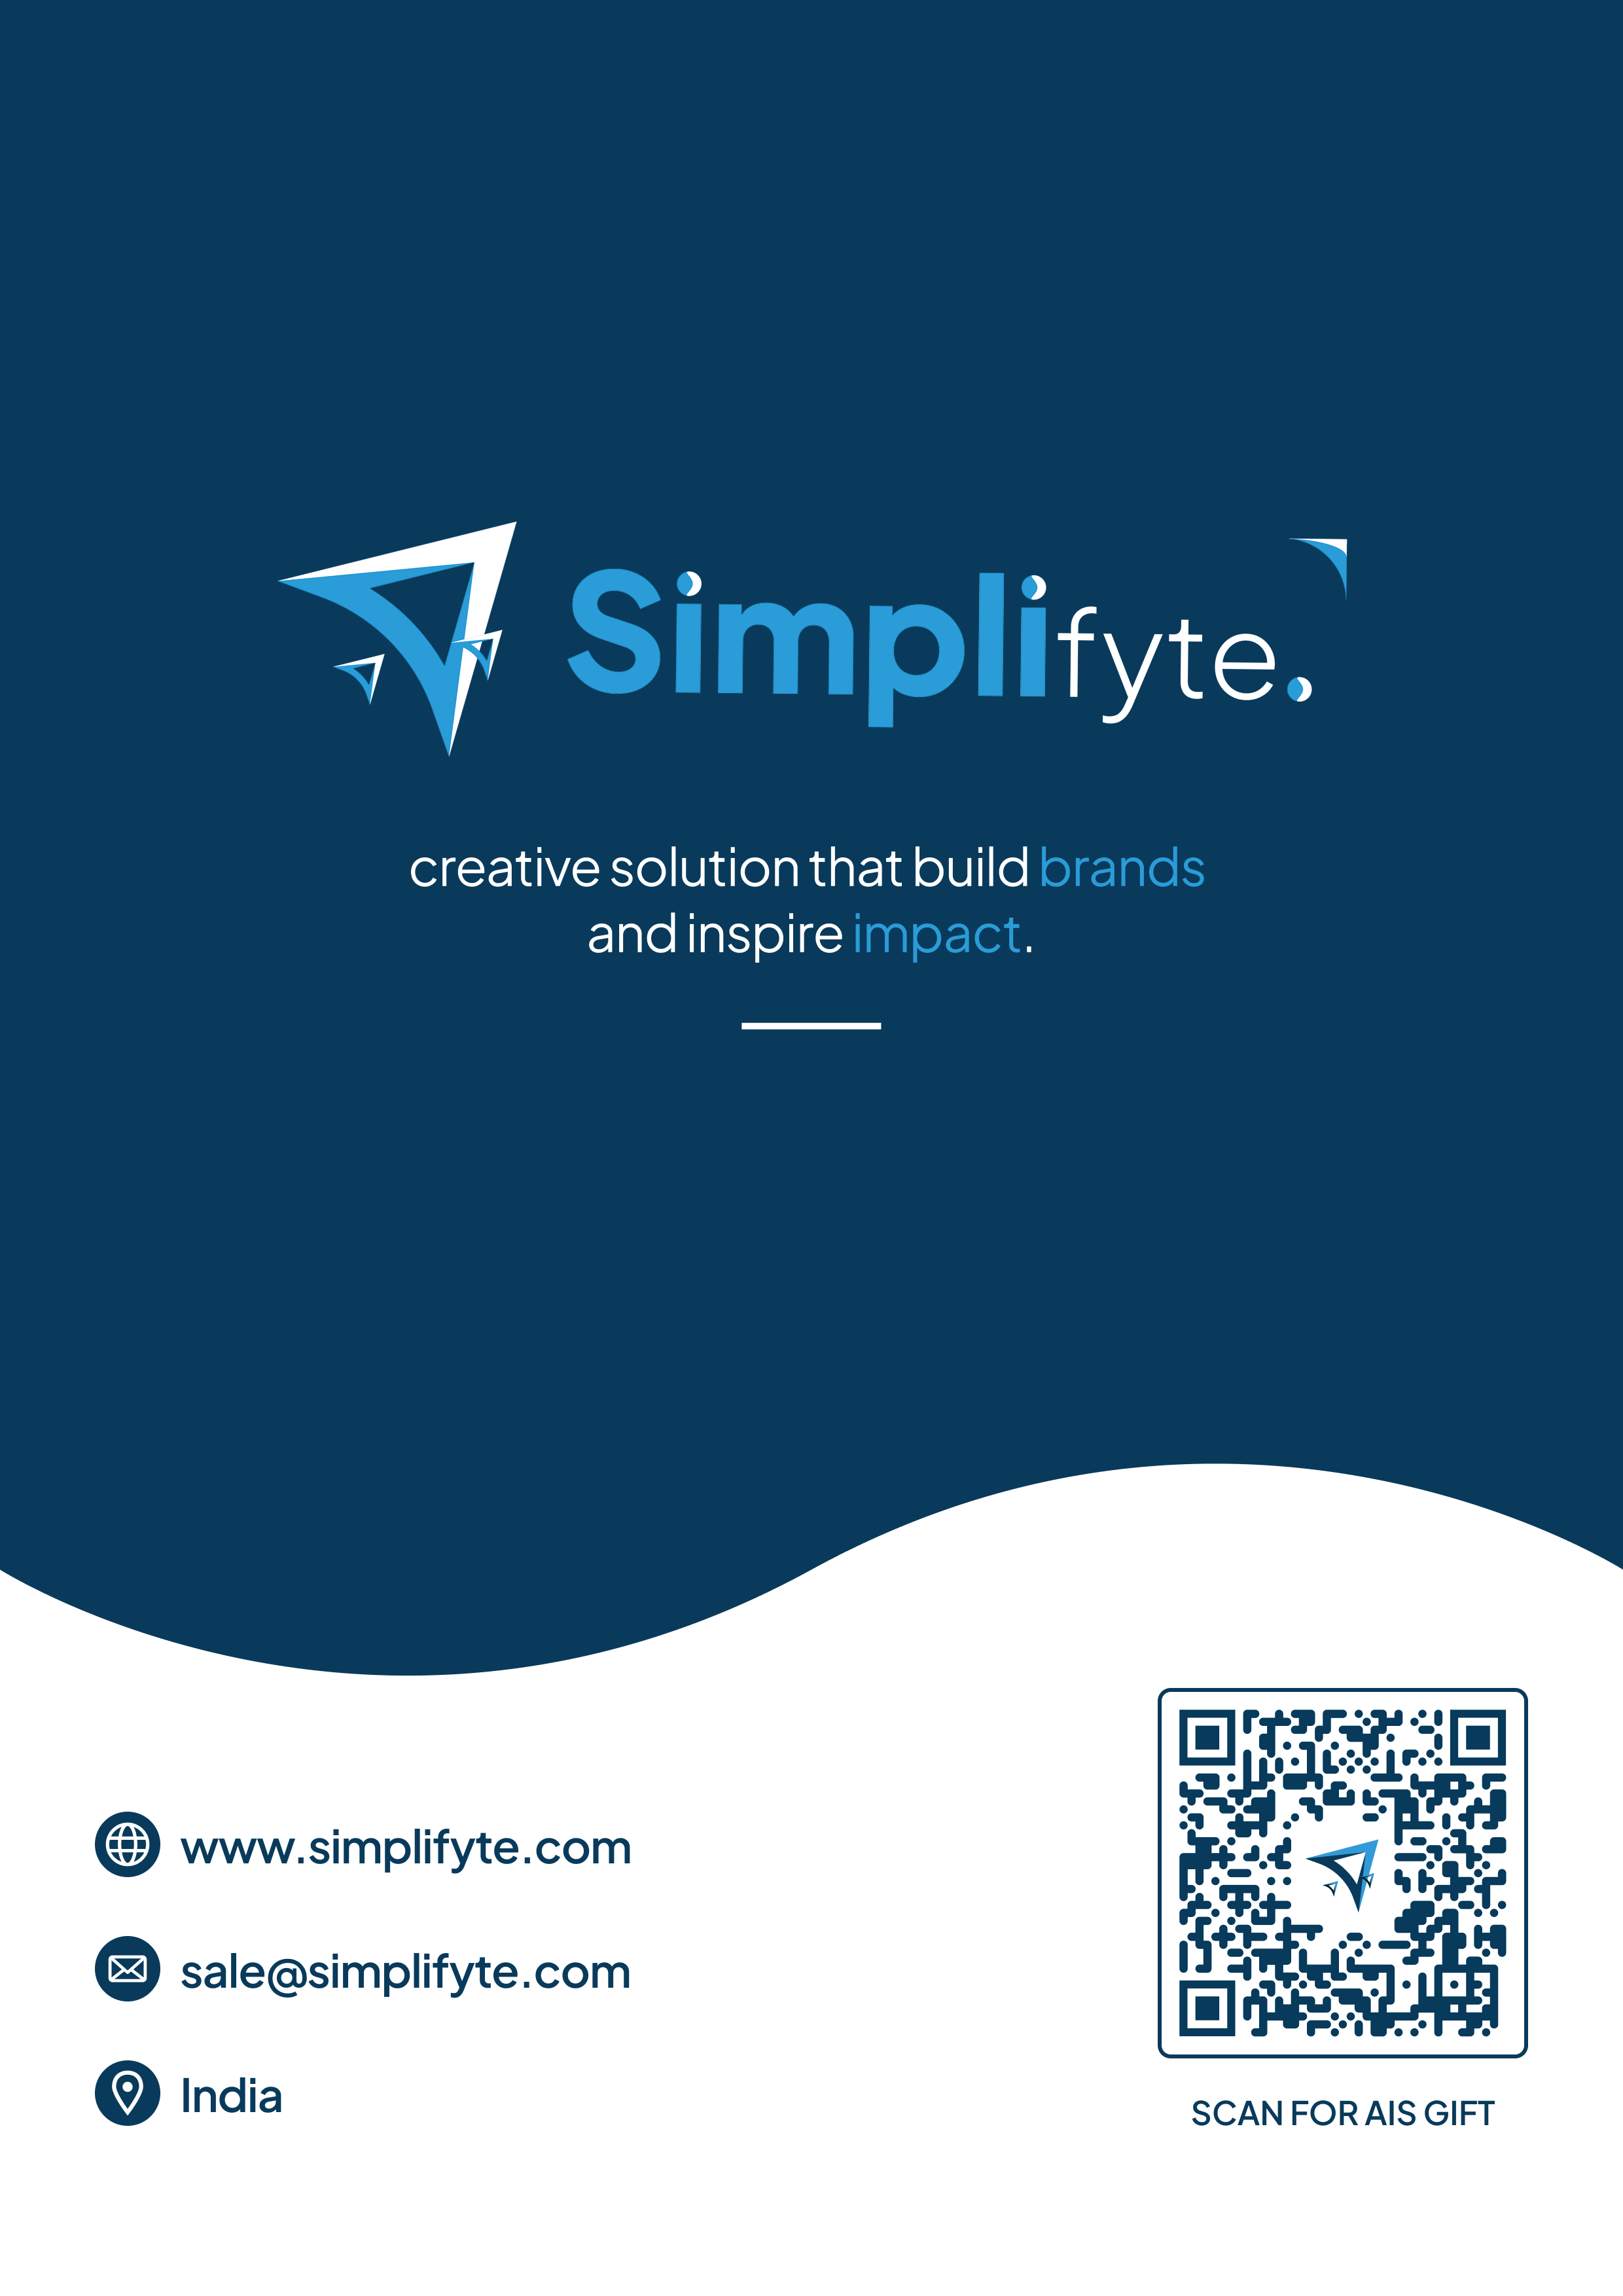 Simplifyte.
creative solution that build brands
and inspire impact.
www.simplifyte.com
sale@simplifyte.com
India
SCAN FOR AIS GIFT